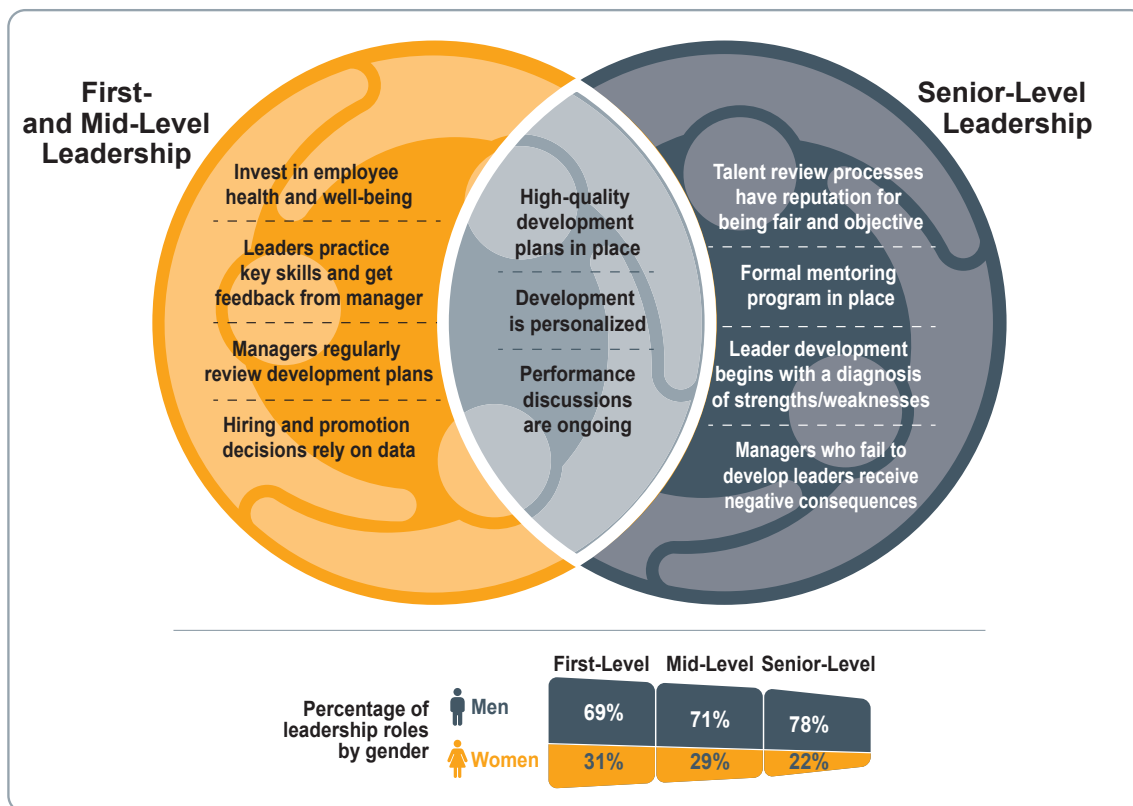 First-
and Mid-Level
Leadership
Invest in employee
health and well-being
Leaders practice
key skills and get
feedback from manager
Managers regularly
review development plans
Hiring and promotion
decisions rely on data
High-quality
development
plans in place
Development
is personalized
Performance
discussions
are ongoing
Senior-Level
Leadership
Talent review processes
have reputation for
being fair and objective
Formal mentoring
program in place
Leader development
begins with a diagnosis
of strengths/weaknesses
Managers who fail to
develop leaders receive
negative consequences
Percentage of
leadership roles
by gender
First-Level Mid-Level Senior-Level
Men 69% 71% 78%
Women 31% 29% 22%